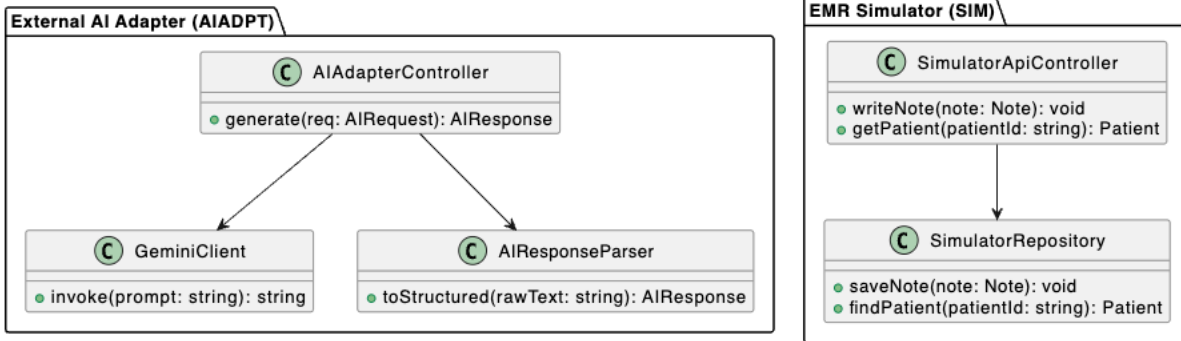 External AI Adapter (AIADPT)
C AIAdapterController
generate(req: AIRequest): AIResponse
C GeminiClient
invoke(prompt: string): string
C AIResponseParser
toStructured(rawText: string): AIResponse
EMR Simulator (SIM)
C SimulatorApiController
writeNote(note: Note): void
getPatient(patientId: string): Patient
C SimulatorRepository
saveNote(note: Note): void
findPatient(patientId: string): Patient